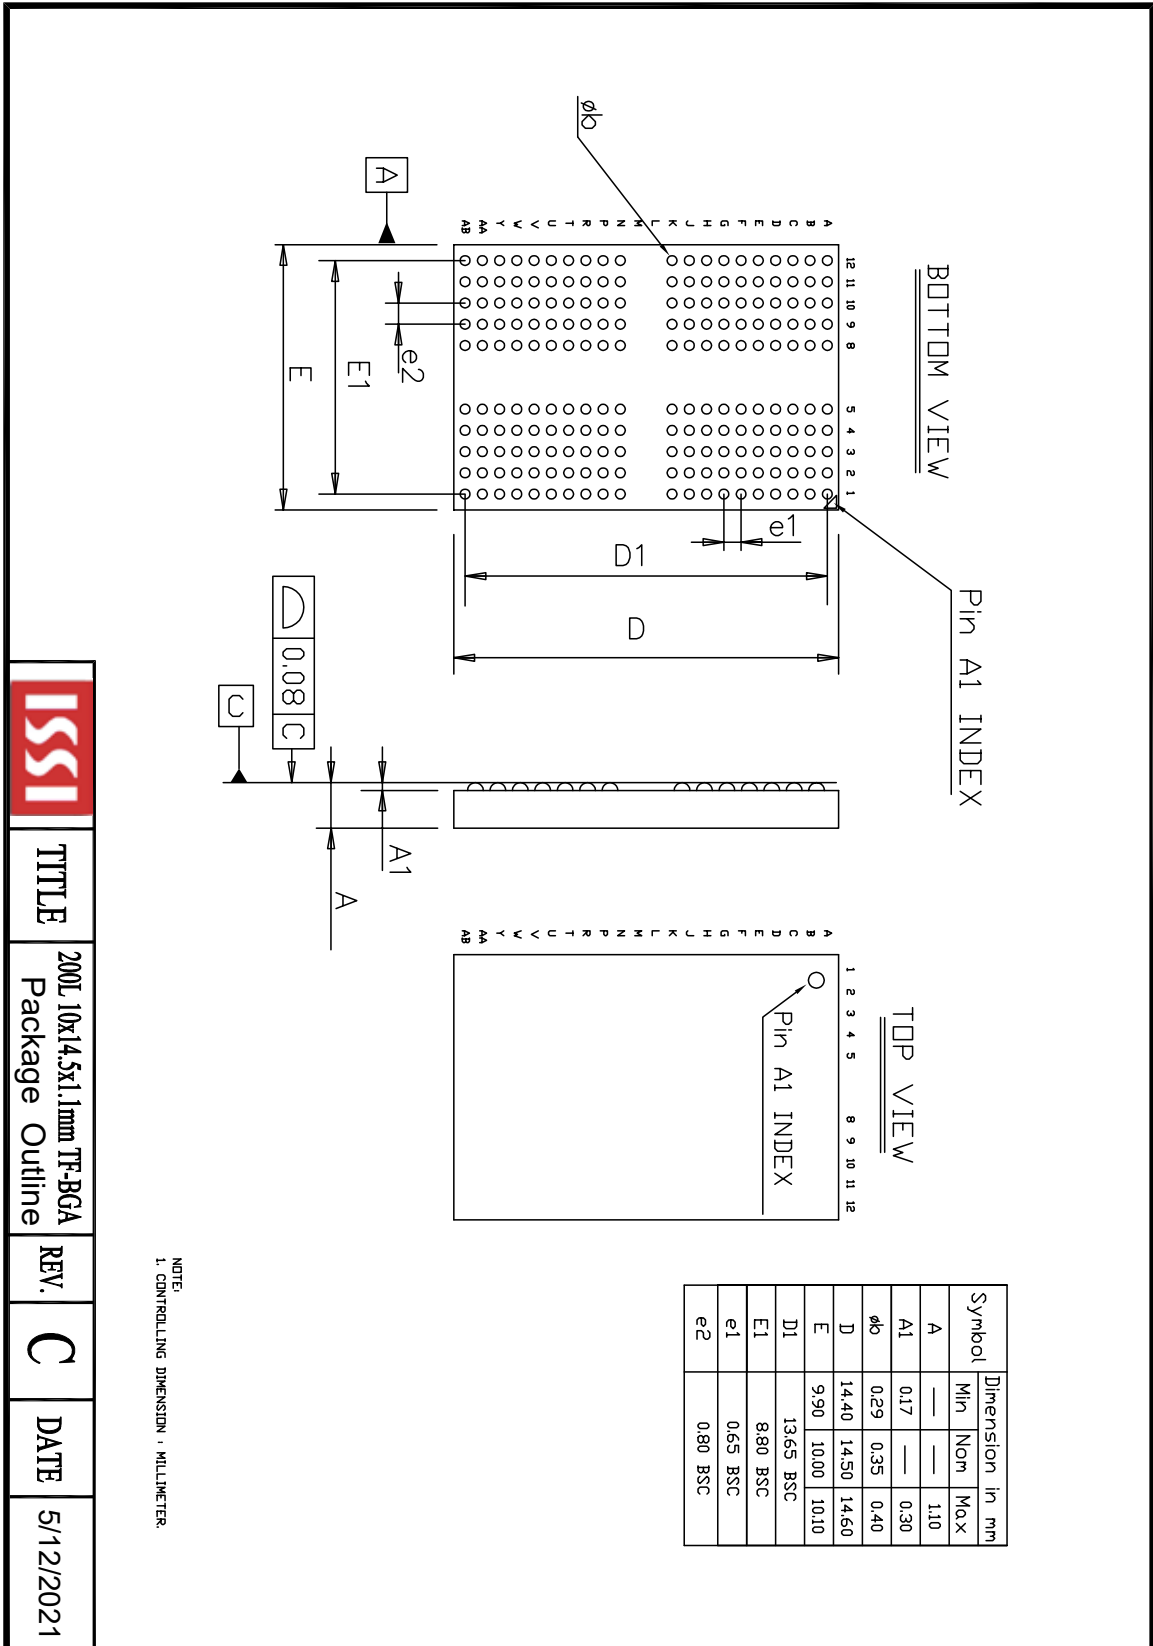 BOTTOM VIEW
Pin A1 INDEX
12 11 10 9 8 5 4 3 2 1
A
B
C
D
E
F
G
H
J
K
L
M
N
P
R
T
U
V
W
Y
AA
AB
øb
A
e1
D1
D
e2
E1
E
0.08 C
C
A1
A
TOP VIEW
1 2 3 4 5 8 9 10 11 12
A
B
C
D
E
F
G
H
J
K
L
M
N
P
R
T
U
V
W
Y
AA
AB
Pin A1 INDEX
Symbol Dimension in mm
Min Nom Max
A — — 1.10
A1 0.17 — 0.30
øb 0.29 0.35 0.40
D 14.40 14.50 14.60
E 9.90 10.00 10.10
D1 13.65 BSC
E1 8.80 BSC
e1 0.65 BSC
e2 0.80 BSC
NOTE:
1. CONTROLLING DIMENSION : MILLIMETER.
ISSI
TITLE
200L 10x14.5x1.1mm TF-BGA
Package Outline
REV.
C
DATE
5/12/2021